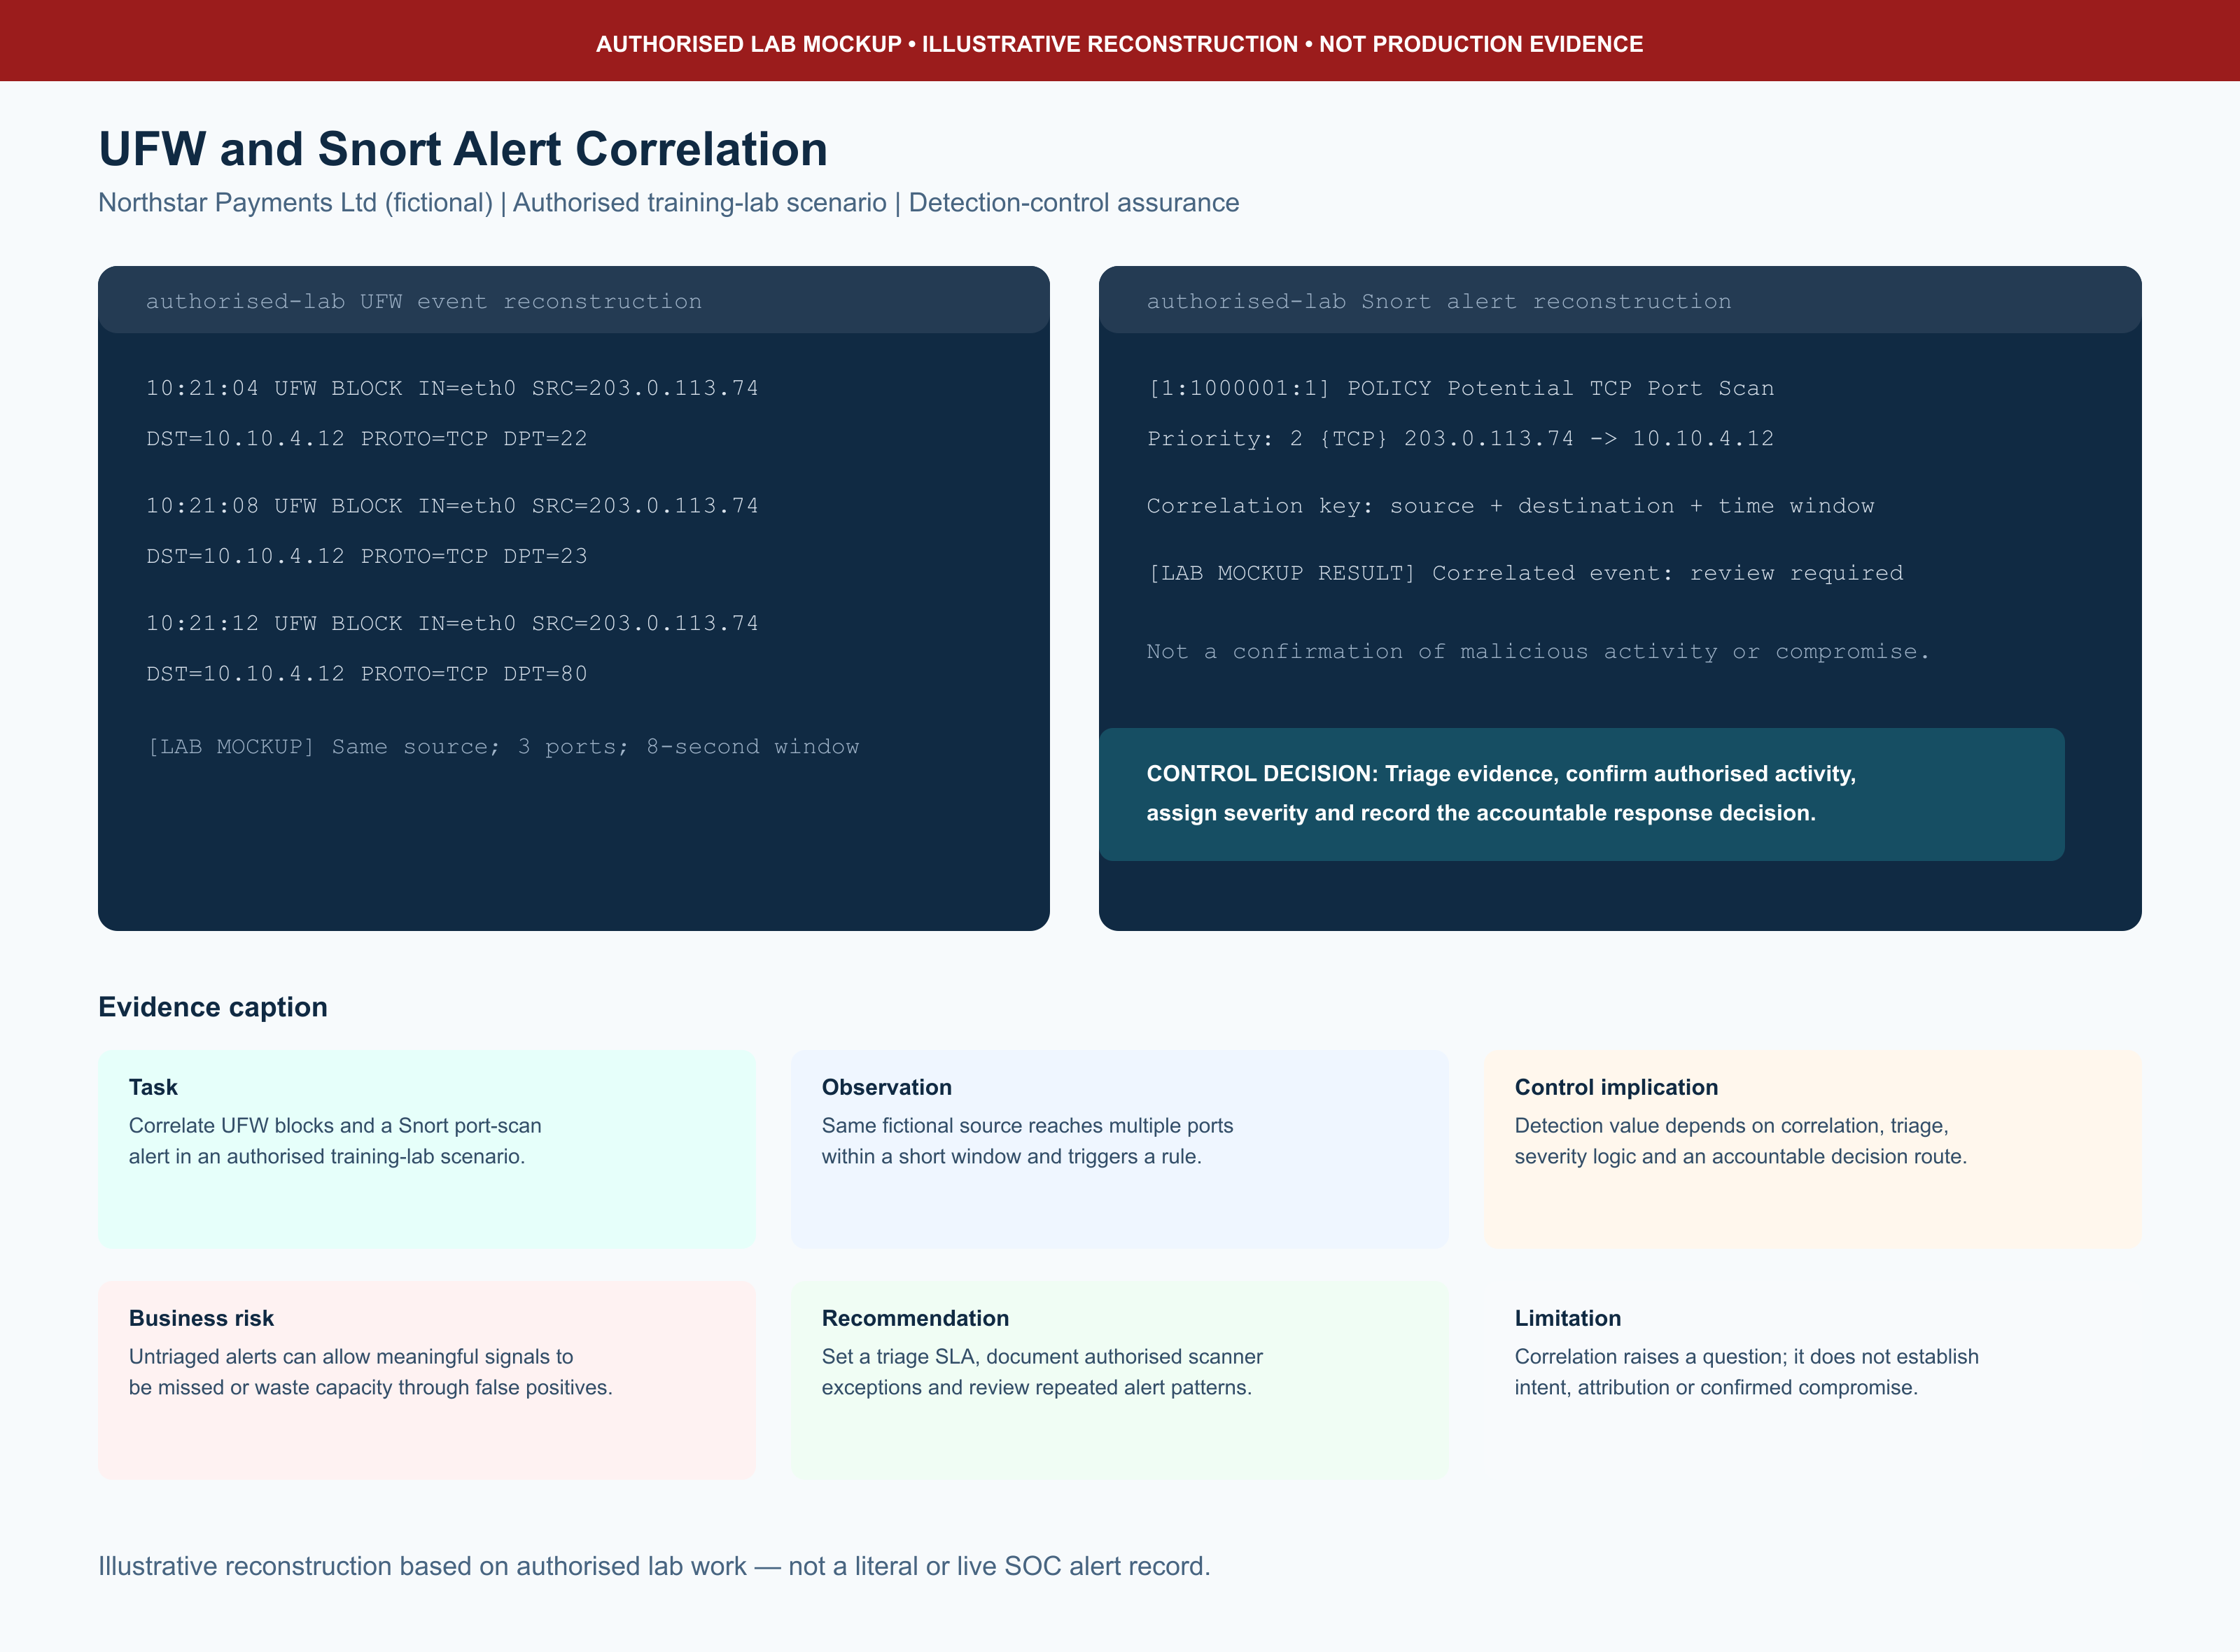 AUTHORISED LAB MOCKUP • ILLUSTRATIVE RECONSTRUCTION • NOT PRODUCTION EVIDENCE
UFW and Snort Alert Correlation
Northstar Payments Ltd (fictional) | Authorised training-lab scenario | Detection-control assurance
authorised-lab UFW event reconstruction
10:21:04 UFW BLOCK IN=eth0 SRC=203.0.113.74
DST=10.10.4.12 PROTO=TCP DPT=22
10:21:08 UFW BLOCK IN=eth0 SRC=203.0.113.74
DST=10.10.4.12 PROTO=TCP DPT=23
10:21:12 UFW BLOCK IN=eth0 SRC=203.0.113.74
DST=10.10.4.12 PROTO=TCP DPT=80
[LAB MOCKUP] Same source; 3 ports; 8-second window
authorised-lab Snort alert reconstruction
[1:1000001:1] POLICY Potential TCP Port Scan
Priority: 2 {TCP} 203.0.113.74 -> 10.10.4.12
Correlation key: source + destination + time window
[LAB MOCKUP RESULT] Correlated event: review required
Not a confirmation of malicious activity or compromise.
CONTROL DECISION: Triage evidence, confirm authorised activity,
assign severity and record the accountable response decision.
Evidence caption
Task
Correlate UFW blocks and a Snort port-scan
alert in an authorised training-lab scenario.
Observation
Same fictional source reaches multiple ports
within a short window and triggers a rule.
Control implication
Detection value depends on correlation, triage,
severity logic and an accountable decision route.
Business risk
Untriaged alerts can allow meaningful signals to
be missed or waste capacity through false positives.
Recommendation
Set a triage SLA, document authorised scanner
exceptions and review repeated alert patterns.
Limitation
Correlation raises a question; it does not establish
intent, attribution or confirmed compromise.
Illustrative reconstruction based on authorised lab work — not a literal or live SOC alert record.